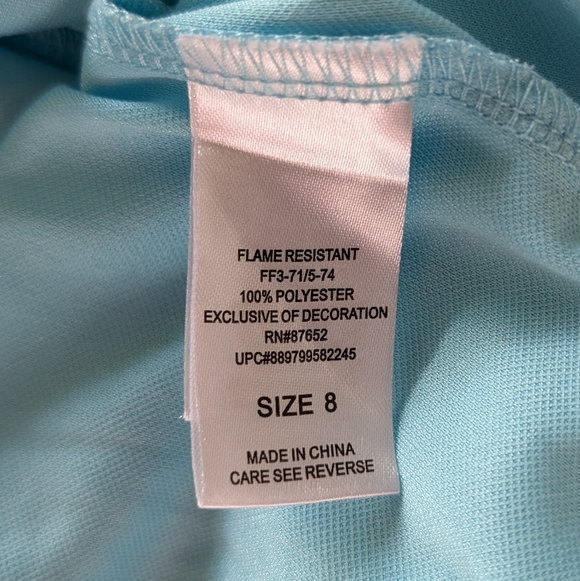 FLAME RESISTANT
FF3-71/5-74
100% POLYESTER
EXCLUSIVE OF DECORATION
RN#87652
UPC#889799582245
SIZE 8
MADE IN CHINA
CARE SEE REVERSE